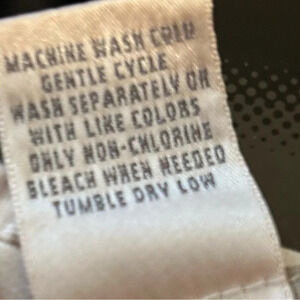 MACHINE WASH COLD
GENTLE CYCLE
WASH SEPARATELY OR
WITH LIKE COLORS
ONLY NON-CHLORINE
BLEACH WHEN NEEDED
TUMBLE DRY LOW